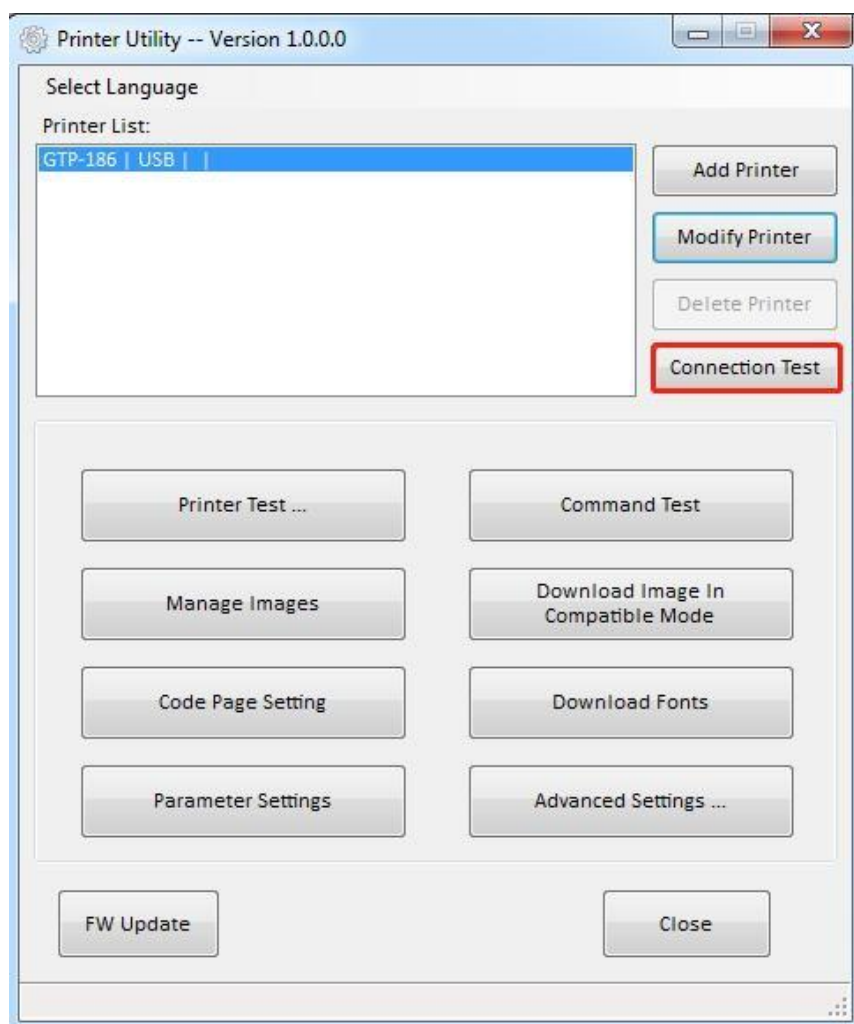 Printer Utility -- Version 1.0.0.0
Select Language
Printer List:
GTP-186 | USB | |
Add Printer
Modify Printer
Delete Printer
Connection Test
Printer Test ...
Command Test
Manage Images
Download Image In
Compatible Mode
Code Page Setting
Download Fonts
Parameter Settings
Advanced Settings ...
FW Update
Close